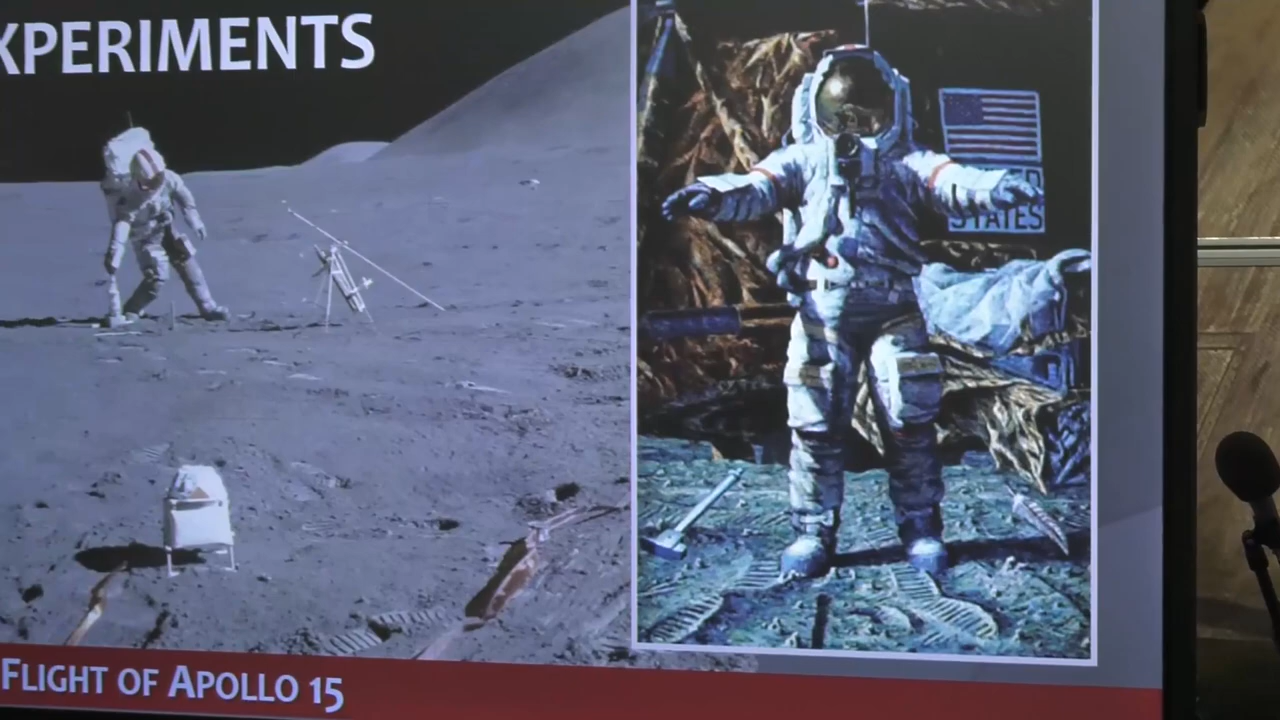 XPERIMENTS
UNITED
STATES
FLIGHT OF APOLLO 15